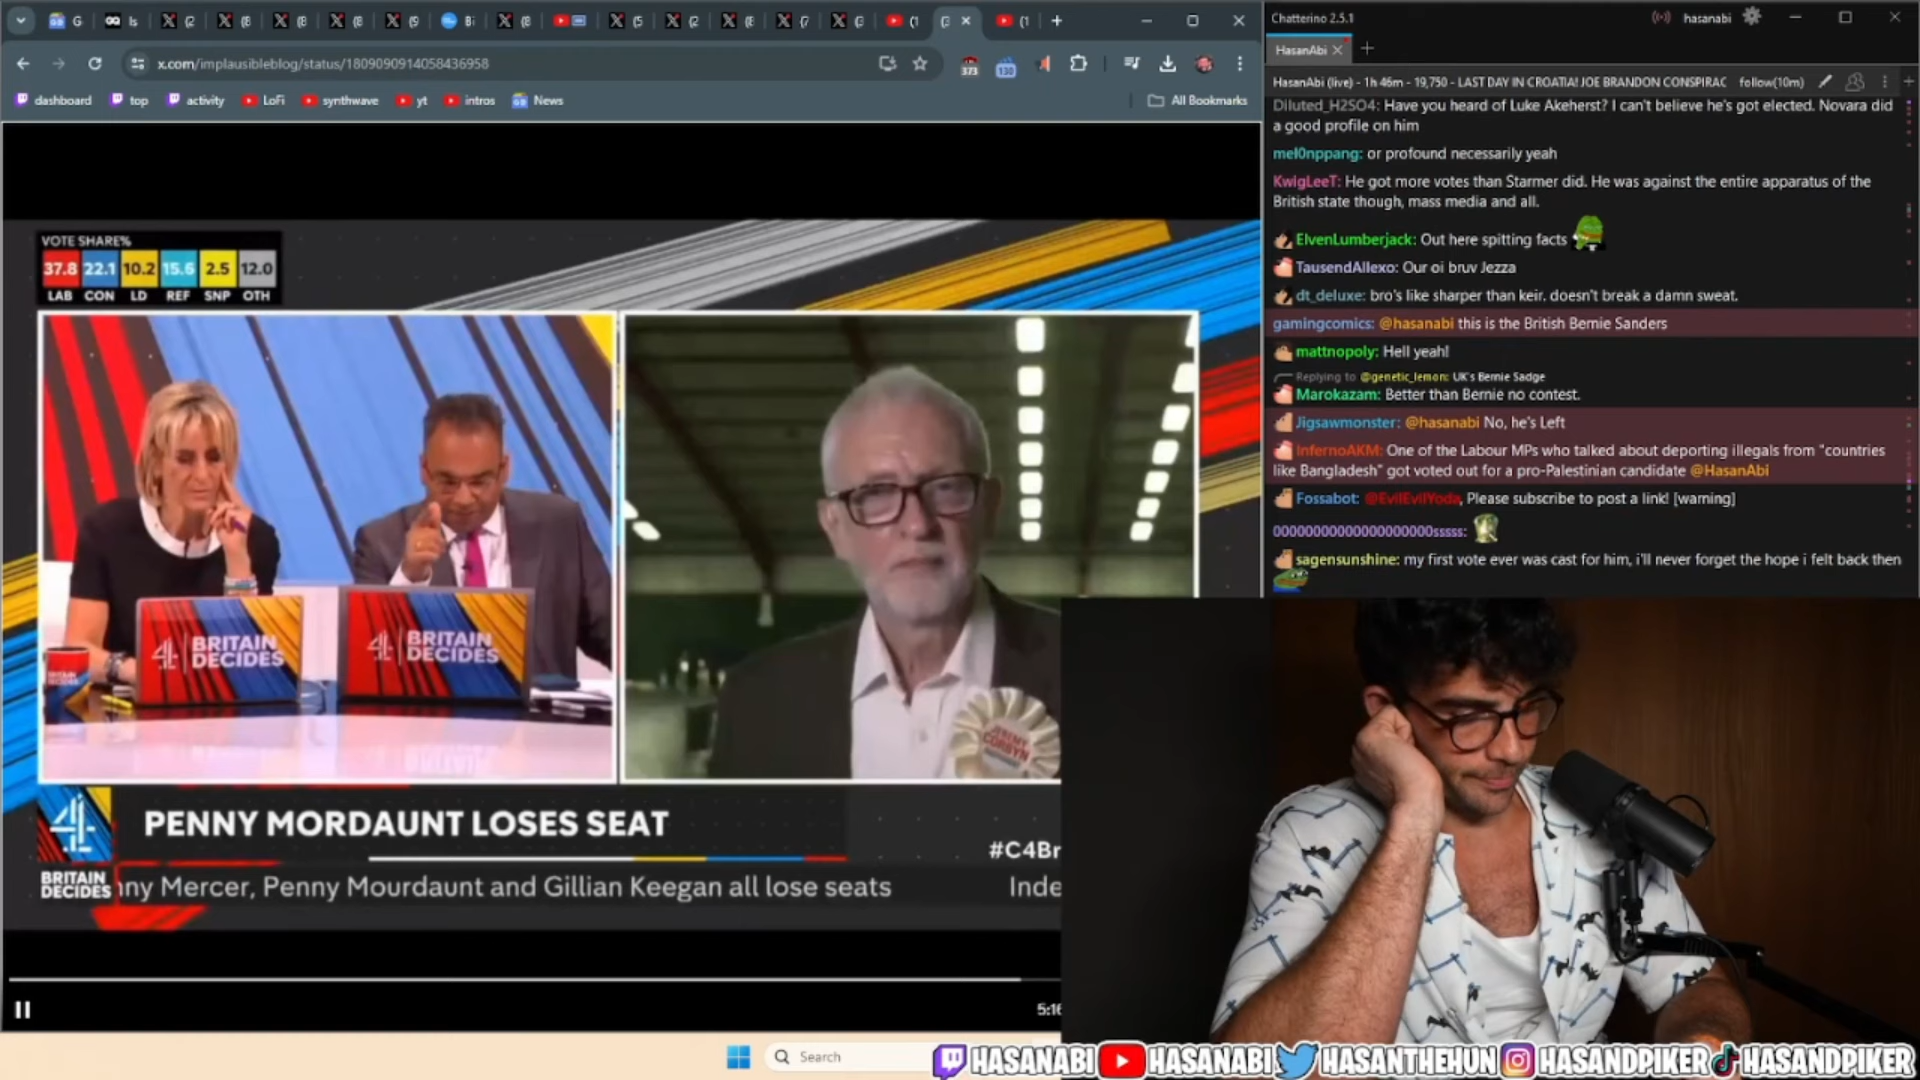 x.com/implausibleblog/status/1809090914058436958
373
130
dashboard
top
activity
LoFi
synthwave
yt
intros
News
All Bookmarks
VOTE SHARE%
37.8 22.1 10.2 15.6 2.5 12.0
LAB CON LD REF SNP OTH
BRITAIN DECIDES
BRITAIN DECIDES
JEREMY CORBYN
PENNY MORDAUNT LOSES SEAT
#C4Br
BRITAIN DECIDES
nny Mercer, Penny Mourdaunt and Gillian Keegan all lose seats
Inde
5:16
Search
Chatterino 2.5.1
hasanabi
HasanAbi
HasanAbi (live) - 1h 46m - 19,750 - LAST DAY IN CROATIA! JOE BRANDON CONSPIRAC
follow(10m)
Diluted_H2SO4: Have you heard of Luke Akeherst? I can't believe he's got elected. Novara did
a good profile on him
mel0nppang: or profound necessarily yeah
KwigLeeT: He got more votes than Starmer did. He was against the entire apparatus of the
British state though, mass media and all.
ElvenLumberjack: Out here spitting facts
TausendAllexo: Our oi bruv Jezza
dt_deluxe: bro's like sharper than keir. doesn't break a damn sweat.
gamingcomics: @hasanabi this is the British Bernie Sanders
mattnopoly: Hell yeah!
Replying to @genetic_lemon: UK's Bernie Sadge
Marokazam: Better than Bernie no contest.
Jigsawmonster: @hasanabi No, he's Left
InfernoAKM: One of the Labour MPs who talked about deporting illegals from "countries
like Bangladesh" got voted out for a pro-Palestinian candidate @HasanAbi
Fossabot: @EvilEvilYoda, Please subscribe to post a link! [warning]
sagensunshine: my first vote ever was cast for him, i'll never forget the hope i felt back then
HASANABI HASANABI HASANTHEHUN HASANDPIKER HASANDPIKER